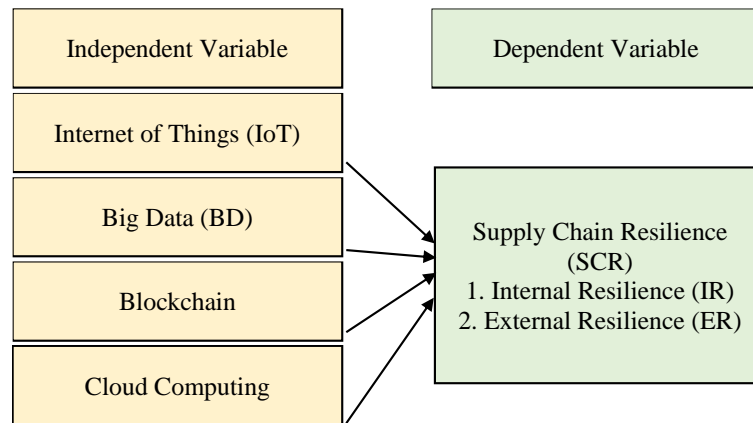 Independent Variable
Dependent Variable
Internet of Things (IoT)
Big Data (BD)
Blockchain
Cloud Computing
Supply Chain Resilience
(SCR)
1. Internal Resilience (IR)
2. External Resilience (ER)